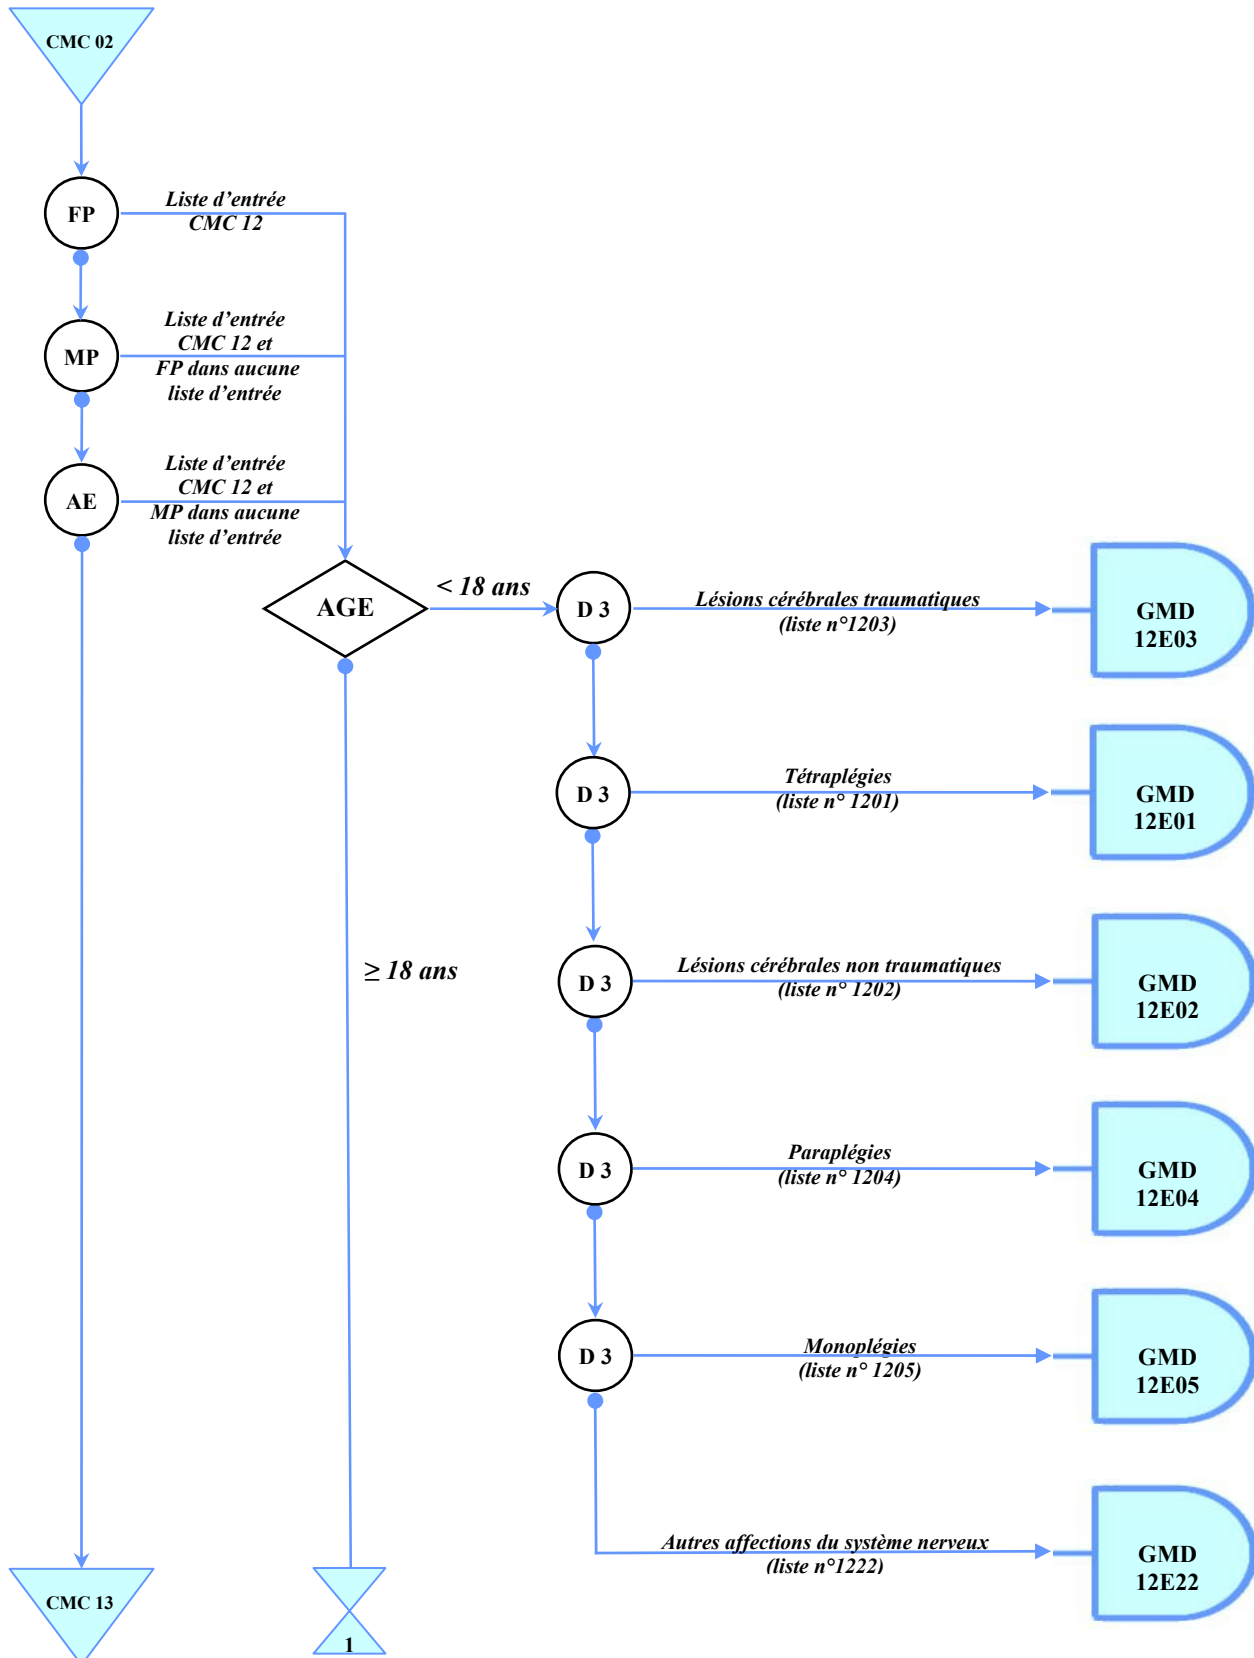 CMC 02
FP
Liste d'entrée
CMC 12
MP
Liste d'entrée
CMC 12 et
FP dans aucune
liste d'entrée
AE
Liste d'entrée
CMC 12 et
MP dans aucune
liste d'entrée
AGE
< 18 ans
D 3
Lésions cérébrales traumatiques
(liste n°1203)
GMD
12E03
D 3
Tétraplégies
(liste n° 1201)
GMD
12E01
≥ 18 ans
D 3
Lésions cérébrales non traumatiques
(liste n° 1202)
GMD
12E02
D 3
Paraplégies
(liste n° 1204)
GMD
12E04
D 3
Monoplégies
(liste n° 1205)
GMD
12E05
Autres affections du système nerveux
(liste n°1222)
GMD
12E22
CMC 13
1